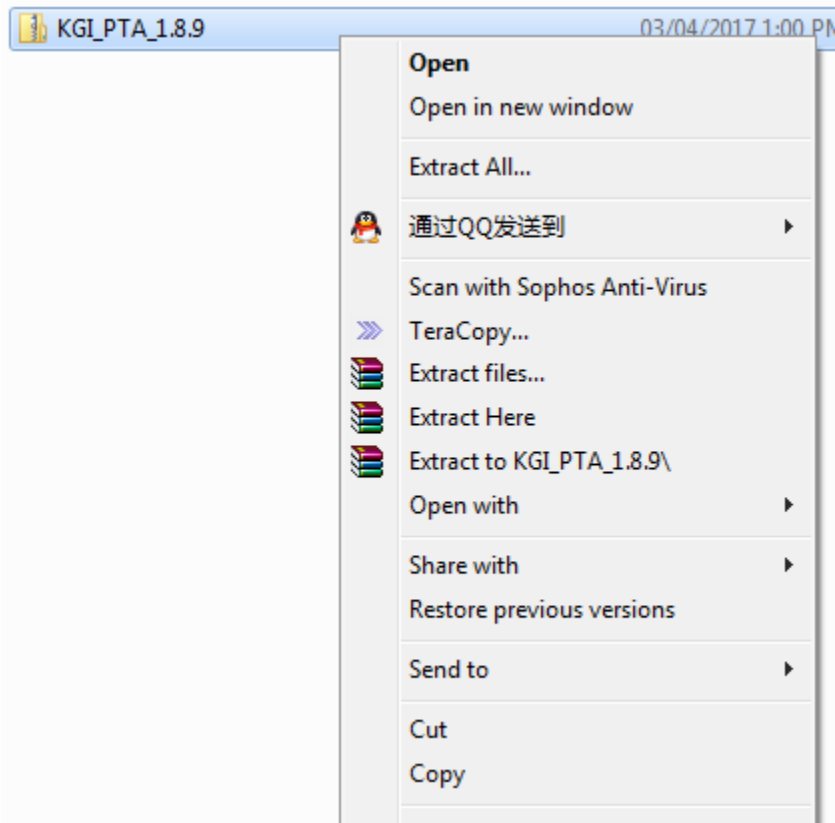 KGI_PTA_1.8.9 03/04/2017 1:00 PM
Open
Open in new window
Extract All...
通过QQ发送到
Scan with Sophos Anti-Virus
TeraCopy...
Extract files...
Extract Here
Extract to KGI_PTA_1.8.9\
Open with
Share with
Restore previous versions
Send to
Cut
Copy